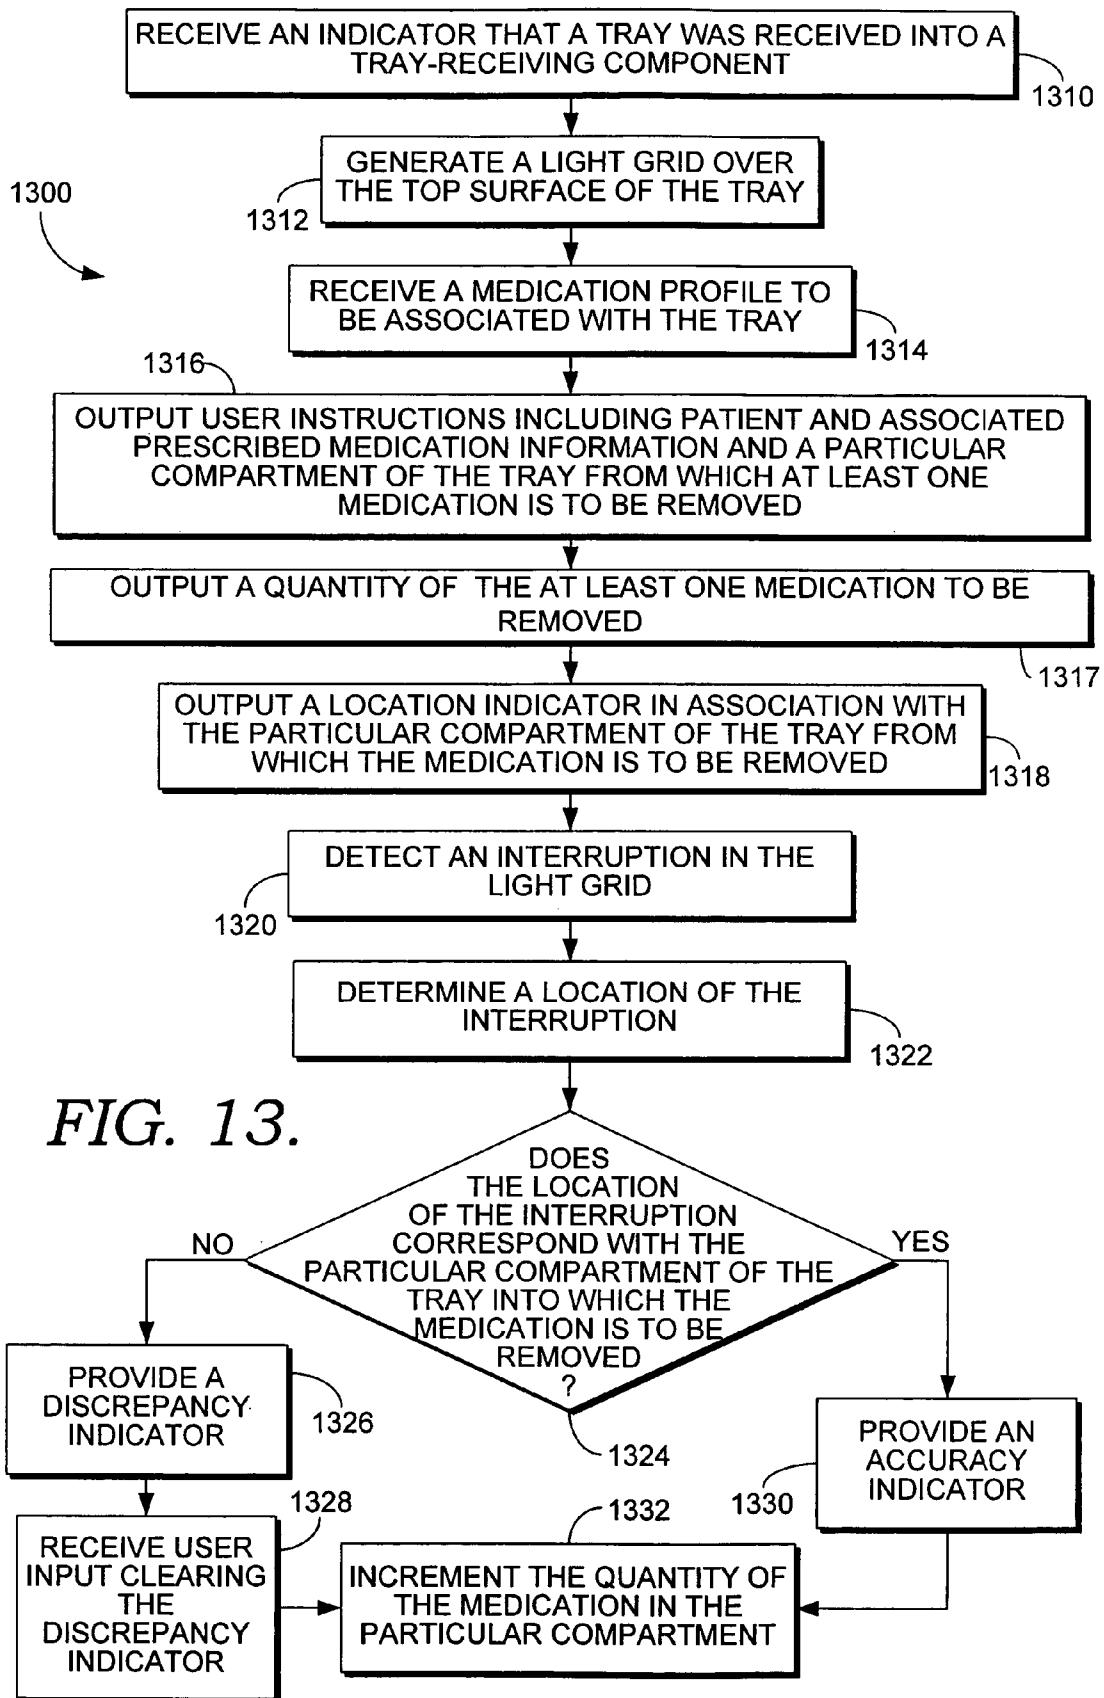 RECEIVE AN INDICATOR THAT A TRAY WAS RECEIVED INTO A
TRAY-RECEIVING COMPONENT
1310
GENERATE A LIGHT GRID OVER
THE TOP SURFACE OF THE TRAY
1312
1300
RECEIVE A MEDICATION PROFILE TO
BE ASSOCIATED WITH THE TRAY
1314
1316
OUTPUT USER INSTRUCTIONS INCLUDING PATIENT AND ASSOCIATED
PRESCRIBED MEDICATION INFORMATION AND A PARTICULAR
COMPARTMENT OF THE TRAY FROM WHICH AT LEAST ONE
MEDICATION IS TO BE REMOVED
OUTPUT A QUANTITY OF THE AT LEAST ONE MEDICATION TO BE
REMOVED
1317
OUTPUT A LOCATION INDICATOR IN ASSOCIATION WITH
THE PARTICULAR COMPARTMENT OF THE TRAY FROM
WHICH THE MEDICATION IS TO BE REMOVED
1318
DETECT AN INTERRUPTION IN THE
LIGHT GRID
1320
DETERMINE A LOCATION OF THE
INTERRUPTION
1322
FIG. 13.
DOES
THE LOCATION
OF THE INTERRUPTION
CORRESPOND WITH THE
PARTICULAR COMPARTMENT OF THE
TRAY INTO WHICH THE
MEDICATION IS TO BE
REMOVED
?
1324
NO
YES
PROVIDE A
DISCREPANCY
INDICATOR
1326
1328
RECEIVE USER
INPUT CLEARING
THE
DISCREPANCY
INDICATOR
PROVIDE AN
ACCURACY
INDICATOR
1330
1332
INCREMENT THE QUANTITY OF
THE MEDICATION IN THE
PARTICULAR COMPARTMENT